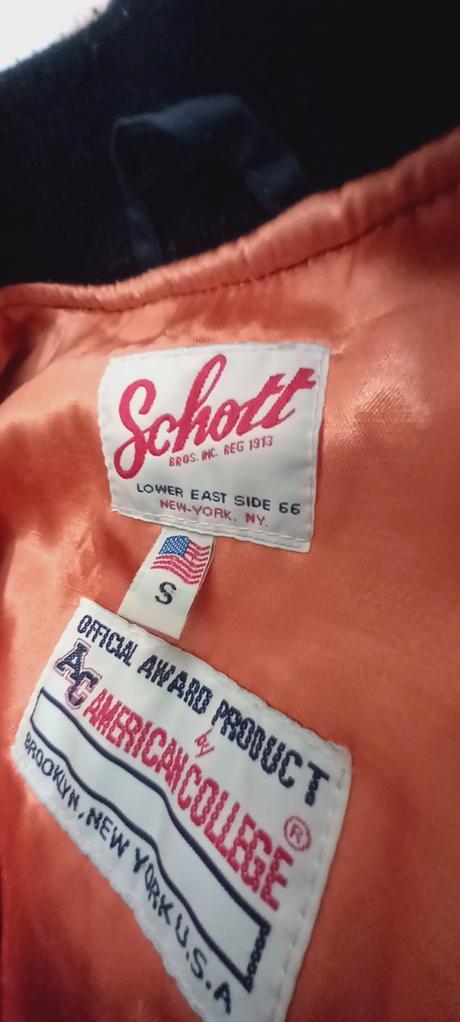 Schott
BROS. INC. REG 1913
LOWER EAST SIDE 66
NEW-YORK. NY.
S
OFFICIAL AWARD PRODUCT
AC
by
AMERICAN COLLEGE ®
BROOKLYN, NEW YORK U.S.A